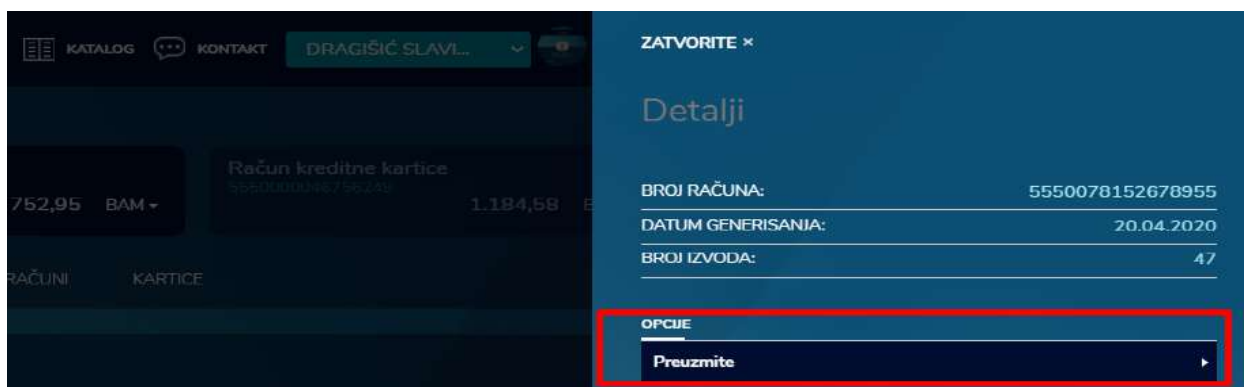 KATALOG
KONTAKT
DRAGIŠIĆ SLAVI...
Račun kreditne kartice
752,95 BAM
1.184,58
RAČUNI
KARTICE
ZATVORITE ×
Detalji
BROJ RAČUNA: 5550078152678955
DATUM GENERISANJA: 20.04.2020
BROJ IZVODA: 47
OPCIJE
Preuzmite